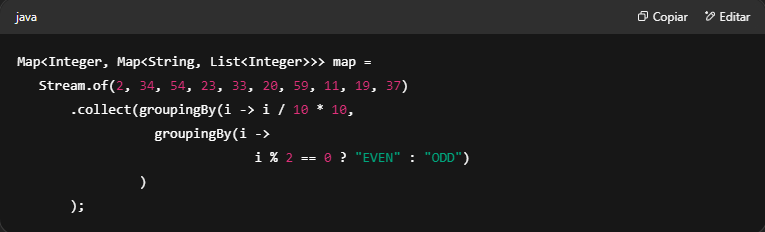 java
Copiar
Editar
Map<Integer, Map<String, List<Integer>>> map =
Stream.of(2, 34, 54, 23, 33, 20, 59, 11, 19, 37)
.collect(groupingBy(i -> i / 10 * 10,
groupingBy(i ->
i % 2 == 0 ? "EVEN" : "ODD")
)
);